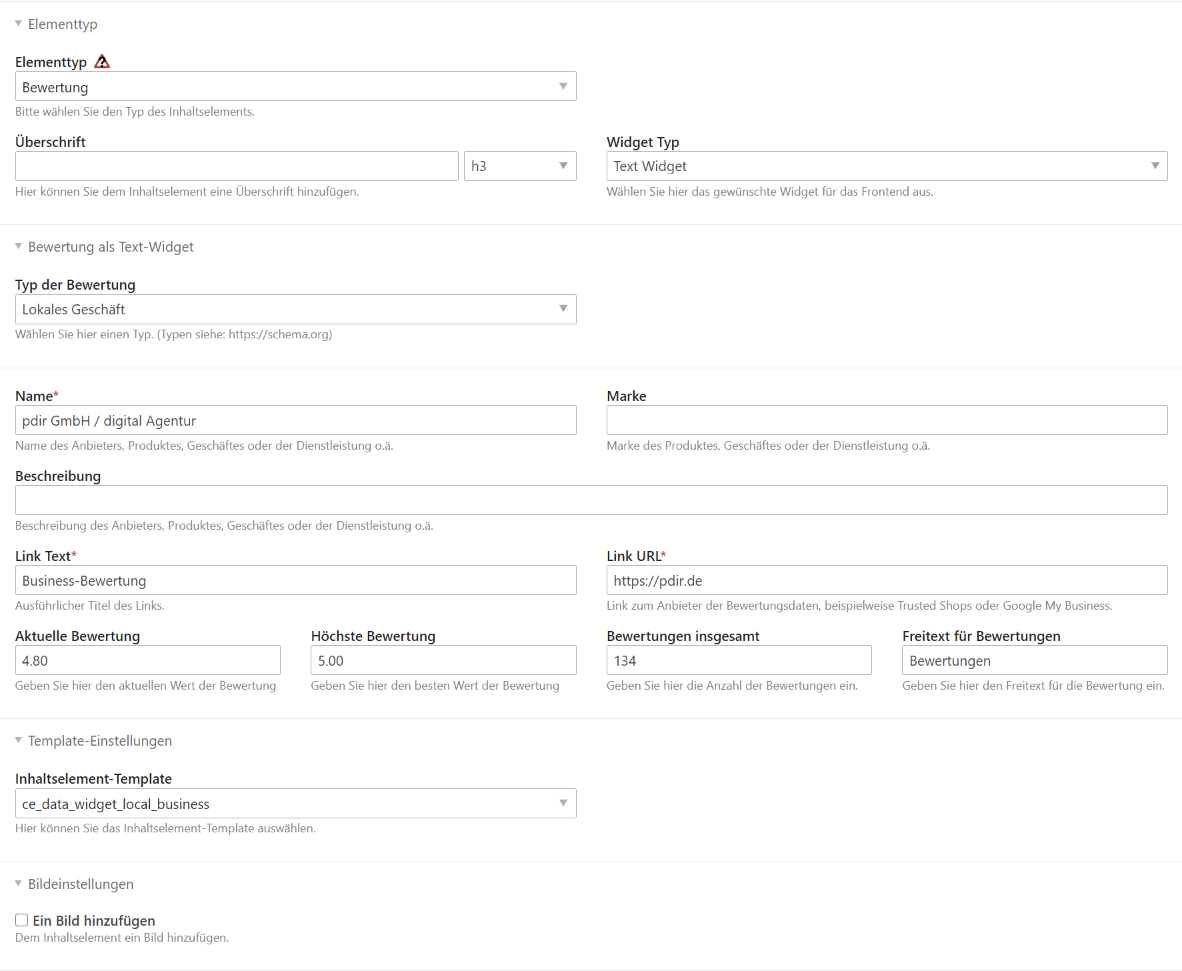 Elementtyp
Elementtyp
Bewertung
Bitte wählen Sie den Typ des Inhaltselements.
Überschrift
h3
Hier können Sie dem Inhaltselement eine Überschrift hinzufügen.
Widget Typ
Text Widget
Wählen Sie hier das gewünschte Widget für das Frontend aus.
Bewertung als Text-Widget
Typ der Bewertung
Lokales Geschäft
Wählen Sie hier einen Typ. (Typen siehe: https://schema.org)
Name*
pdir GmbH / digital Agentur
Name des Anbieters, Produktes, Geschäftes oder der Dienstleistung o.ä.
Marke
Marke des Produktes, Geschäftes oder der Dienstleistung o.ä.
Beschreibung
Beschreibung des Anbieters, Produktes, Geschäftes oder der Dienstleistung o.ä.
Link Text*
Business-Bewertung
Ausführlicher Titel des Links.
Link URL*
https://pdir.de
Link zum Anbieter der Bewertungsdaten, beispielweise Trusted Shops oder Google My Business.
Aktuelle Bewertung
4.80
Geben Sie hier den aktuellen Wert der Bewertung
Höchste Bewertung
5.00
Geben Sie hier den besten Wert der Bewertung
Bewertungen insgesamt
134
Geben Sie hier die Anzahl der Bewertungen ein.
Freitext für Bewertungen
Bewertungen
Geben Sie hier den Freitext für die Bewertung ein.
Template-Einstellungen
Inhaltselement-Template
ce_data_widget_local_business
Hier können Sie das Inhaltselement-Template auswählen.
Bildeinstellungen
Ein Bild hinzufügen
Dem Inhaltselement ein Bild hinzufügen.